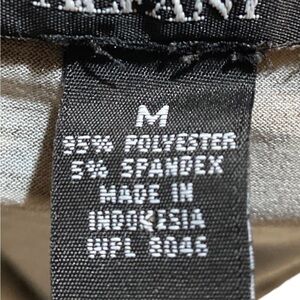 M
95% POLYESTER
5% SPANDEX
MADE IN
INDONESIA
WPL 8046